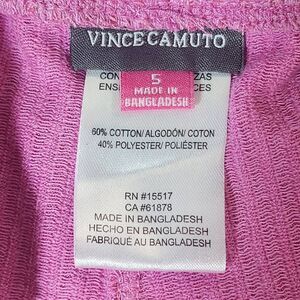 VINCE CAMUTO
5
MADE IN
BANGLADESH
60% COTTON/ ALGODÓN/ COTON
40% POLYESTER/ POLIÉSTER
RN #15517
CA #61878
MADE IN BANGLADESH
HECHO EN BANGLADESH
FABRIQUÉ AU BANGLADESH